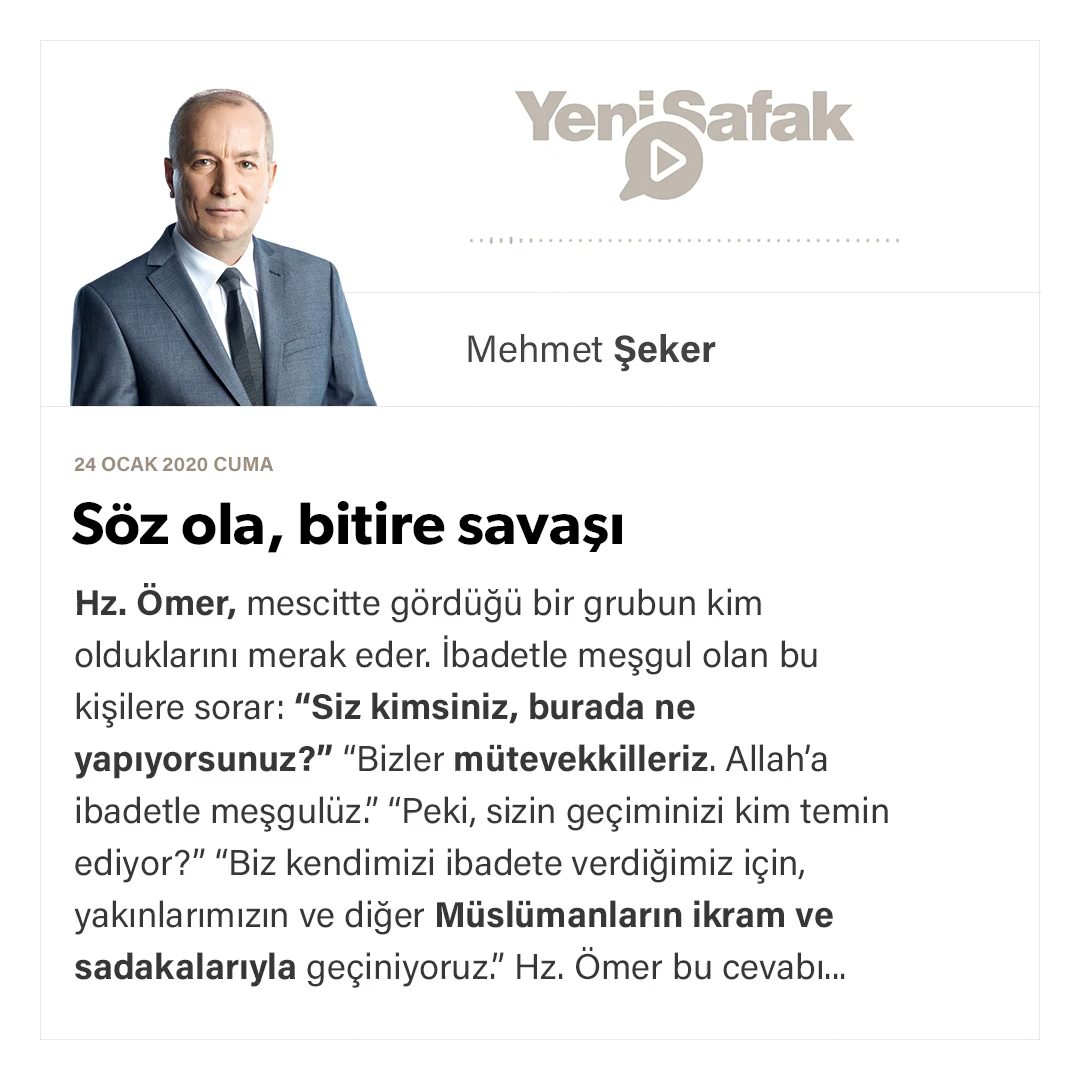 YeniŞafak
Mehmet Şeker
24 OCAK 2020 CUMA
Söz ola, bitire savaşı
Hz. Ömer, mescitte gördüğü bir grubun kim
olduklarını merak eder. İbadetle meşgul olan bu
kişilere sorar: “Siz kimsiniz, burada ne
yapıyorsunuz?” “Bizler mütevekkilleriz. Allah’a
ibadetle meşgulüz.” “Peki, sizin geçiminizi kim temin
ediyor?” “Biz kendimizi ibadete verdiğimiz için,
yakınlarımızın ve diğer Müslümanların ikram ve
sadakalarıyla geçiniyoruz.” Hz. Ömer bu cevabı...